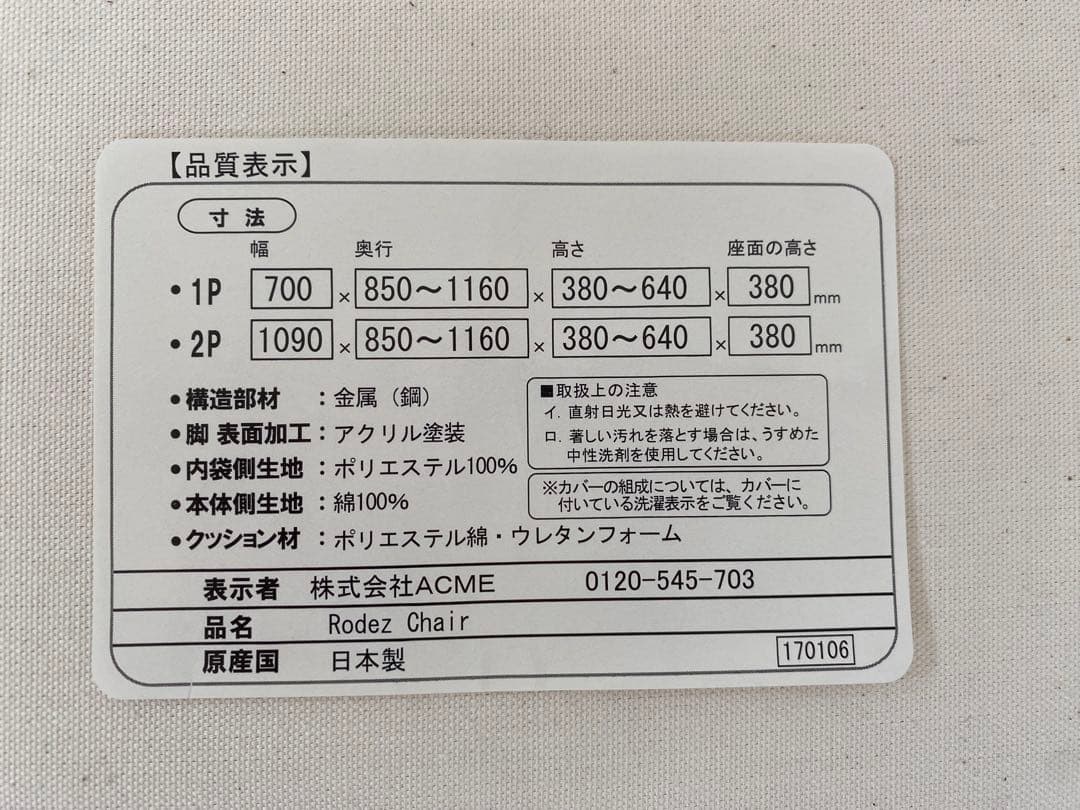 【品質表示】
寸法
幅 奥行 高さ 座面の高さ
・1P 700 × 850～1160 × 380～640 × 380 mm
・2P 1090 × 850～1160 × 380～640 × 380 mm
●構造部材 ：金属（鋼）
●脚 表面加工：アクリル塗装
●内袋側生地 ：ポリエステル100%
●本体側生地 ：綿100%
●クッション材 ：ポリエステル綿・ウレタンフォーム
■取扱上の注意
イ. 直射日光又は熱を避けてください。
ロ. 著しい汚れを落とす場合は、うすめた
中性洗剤を使用してください。
※カバーの組成については、カバーに
付いている洗濯表示をご覧ください。
表示者 株式会社ACME 0120-545-703
品名 Rodez Chair
原産国 日本製
170106